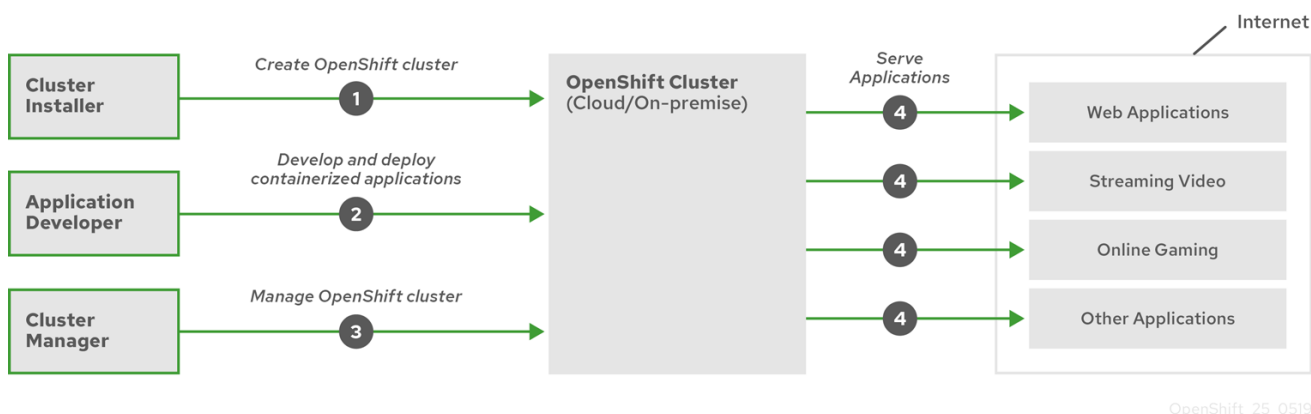 Internet
Cluster
Installer
Create OpenShift cluster
1
OpenShift Cluster
(Cloud/On-premise)
Serve
Applications
4
Web Applications
Application
Developer
Develop and deploy
containerized applications
2
4
Streaming Video
4
Online Gaming
Cluster
Manager
Manage OpenShift cluster
3
4
Other Applications
OpenShift_25_0519